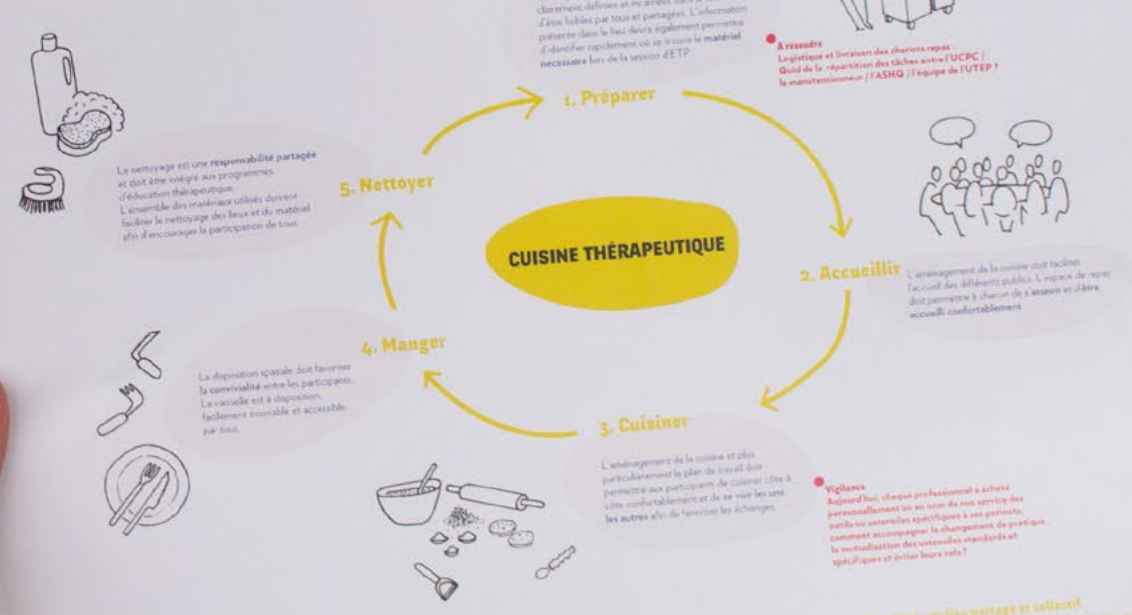 clairement définies et incarnées dans le
d'être lisibles par tous et partagées. L'information
présente dans le lieu devra également permettre
d'identifier rapidement où se trouve le matériel
nécessaire lors de la session d'ETP.
À résoudre
Logistique et livraison des chariots repas :
Quid de la répartition des tâches entre l'UCPC /
le manutentionneur / l'ASHQ / l'équipe de l'UTEP ?
1. Préparer
Le nettoyage est une responsabilité partagée
et doit être intégré aux programmes
d'éducation thérapeutique.
L'ensemble des matériaux utilisés doivent
faciliter le nettoyage des lieux et du matériel
afin d'encourager la participation de tous.
5. Nettoyer
CUISINE THÉRAPEUTIQUE
2. Accueillir
L'aménagement de la cuisine doit faciliter
l'accueil des différents publics. L'espace de repas
doit permettre à chacun de s'asseoir et d'être
accueilli confortablement.
4. Manger
La disposition spatiale doit favoriser
la convivialité entre les participants.
La vaisselle est à disposition,
facilement trouvable et accessible
par tous.
3. Cuisiner
L'aménagement de la cuisine et plus
particulièrement le plan de travail doit
permettre aux participants de cuisiner côte à
côte confortablement et de se voir les uns
les autres afin de favoriser les échanges.
Vigilance
Aujourd'hui, chaque professionnel a acheté
personnellement ou au nom de son service des
outils ou ustensiles spécifiques à ses patients,
comment accompagner le changement de pratique,
la mutualisation des ustensiles standards et
spécifiques et éviter leurs vols ?
partage et collectif.